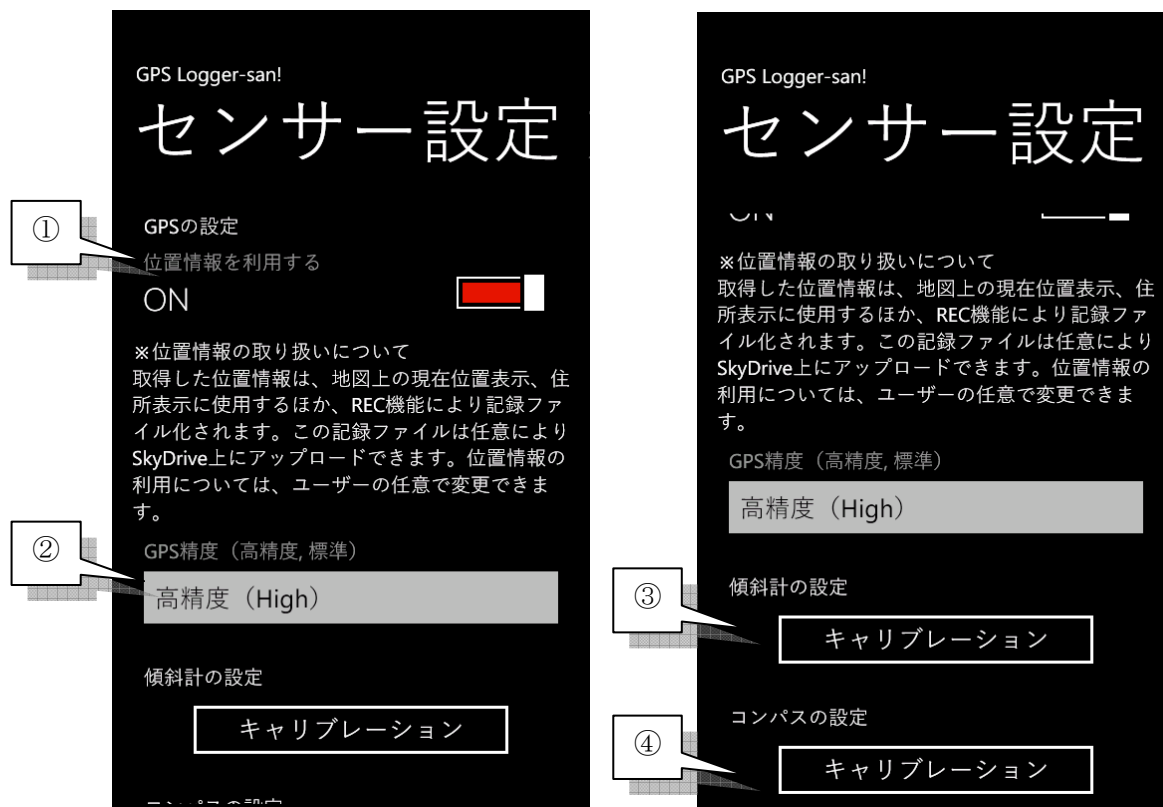 GPS Logger-san!
センサー設定
①
GPSの設定
位置情報を利用する
ON
※位置情報の取り扱いについて
取得した位置情報は、地図上の現在位置表示、住
所表示に使用するほか、REC機能により記録ファ
イル化されます。この記録ファイルは任意により
SkyDrive上にアップロードできます。位置情報の
利用については、ユーザーの任意で変更できま
す。
②
GPS精度（高精度, 標準）
高精度（High）
傾斜計の設定
キャリブレーション
コンパスの設定
GPS Logger-san!
センサー設定
ON
※位置情報の取り扱いについて
取得した位置情報は、地図上の現在位置表示、住
所表示に使用するほか、REC機能により記録ファ
イル化されます。この記録ファイルは任意により
SkyDrive上にアップロードできます。位置情報の
利用については、ユーザーの任意で変更できま
す。
GPS精度（高精度, 標準）
高精度（High）
③
傾斜計の設定
キャリブレーション
④
コンパスの設定
キャリブレーション